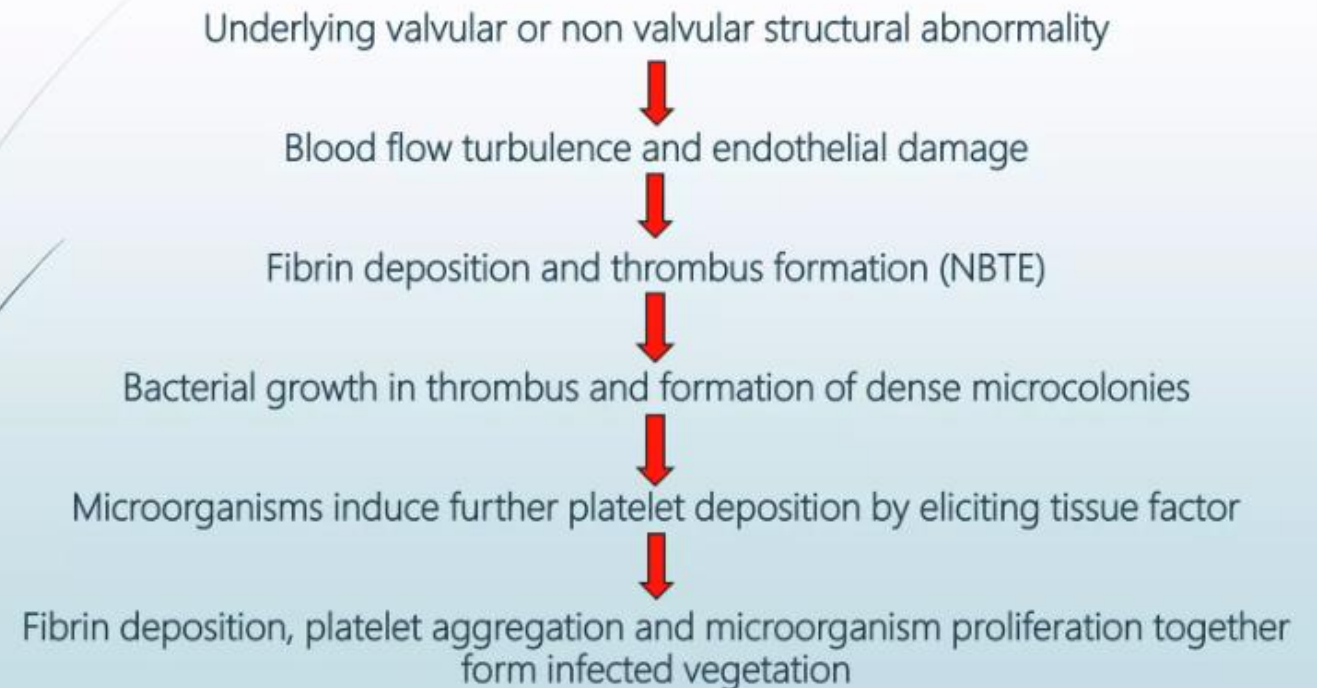 Underlying valvular or non valvular structural abnormality
Blood flow turbulence and endothelial damage
Fibrin deposition and thrombus formation (NBTE)
Bacterial growth in thrombus and formation of dense microcolonies
Microorganisms induce further platelet deposition by eliciting tissue factor
Fibrin deposition, platelet aggregation and microorganism proliferation together
form infected vegetation